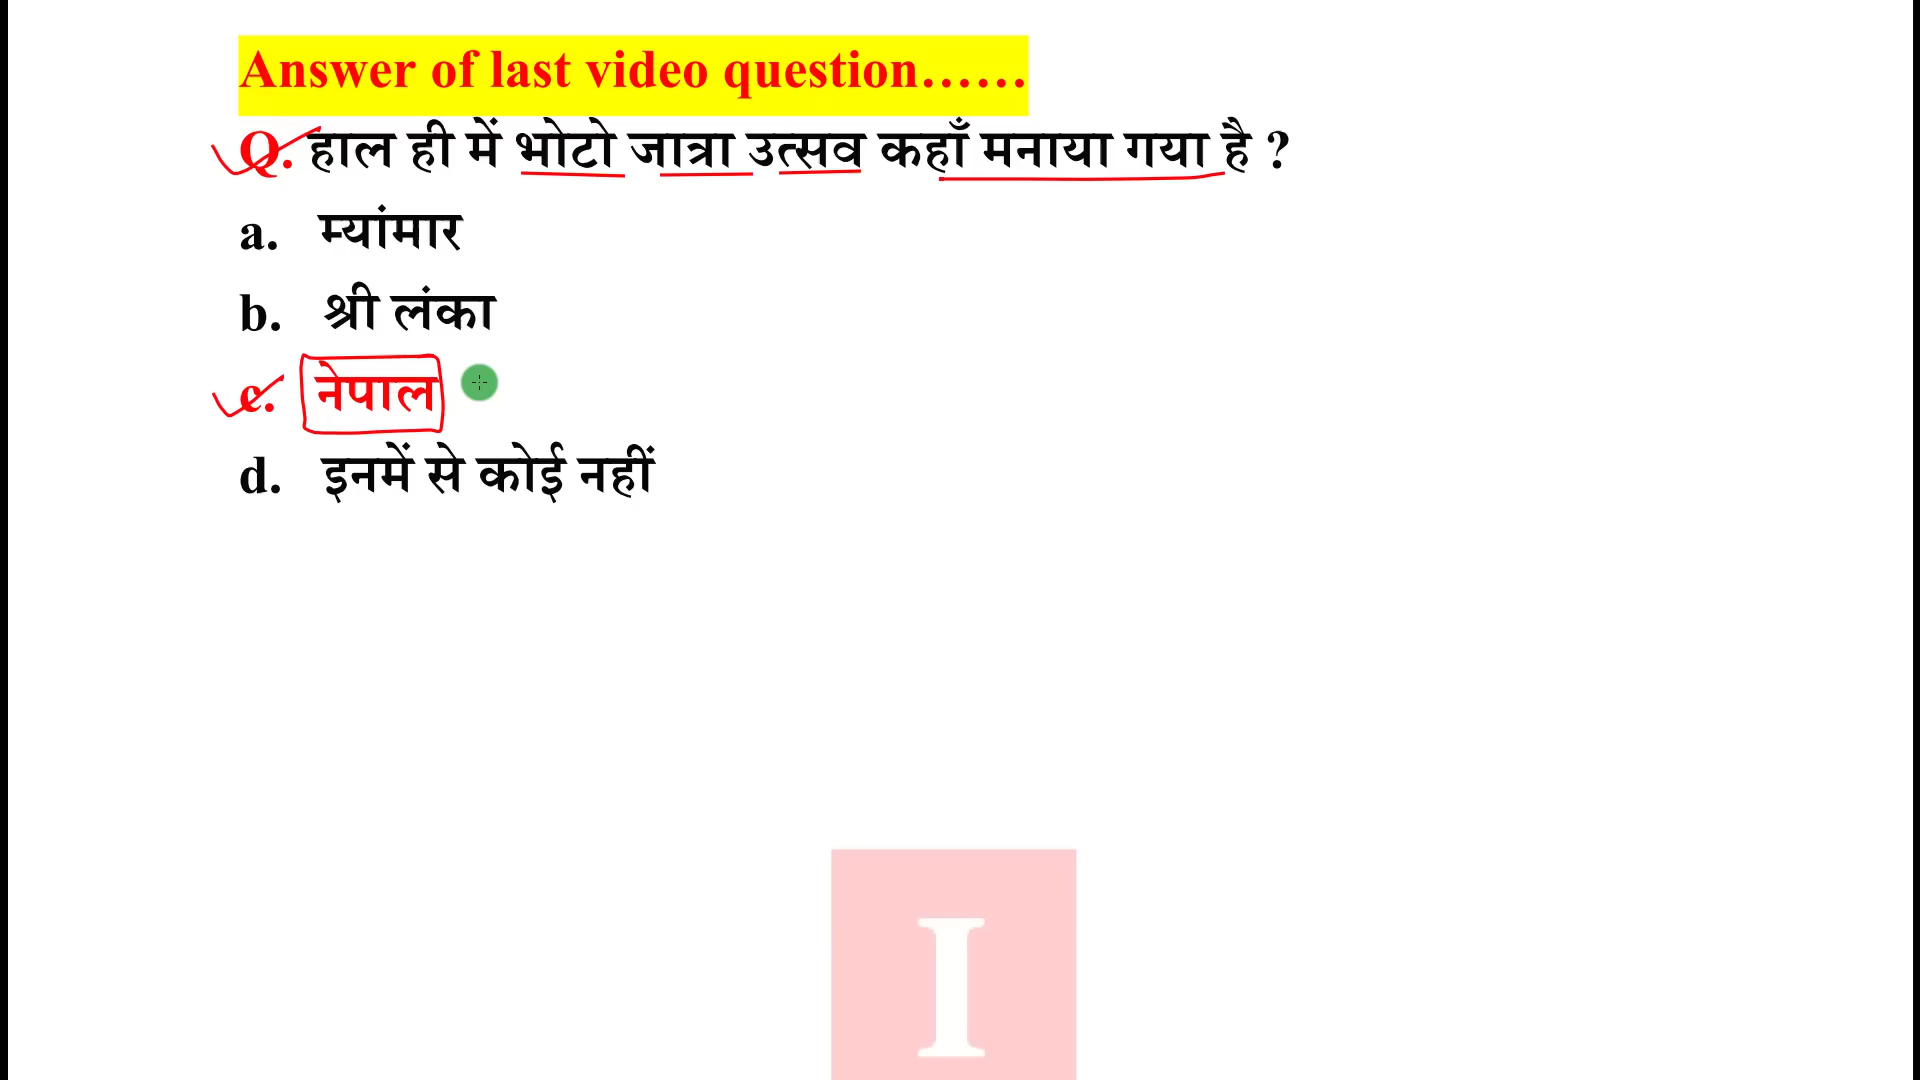 Answer of last video question......
Q. हाल ही में भोटो जात्रा उत्सव कहाँ मनाया गया है ?
a. म्यांमार
b. श्री लंका
c. नेपाल
d. इनमें से कोई नहीं
I